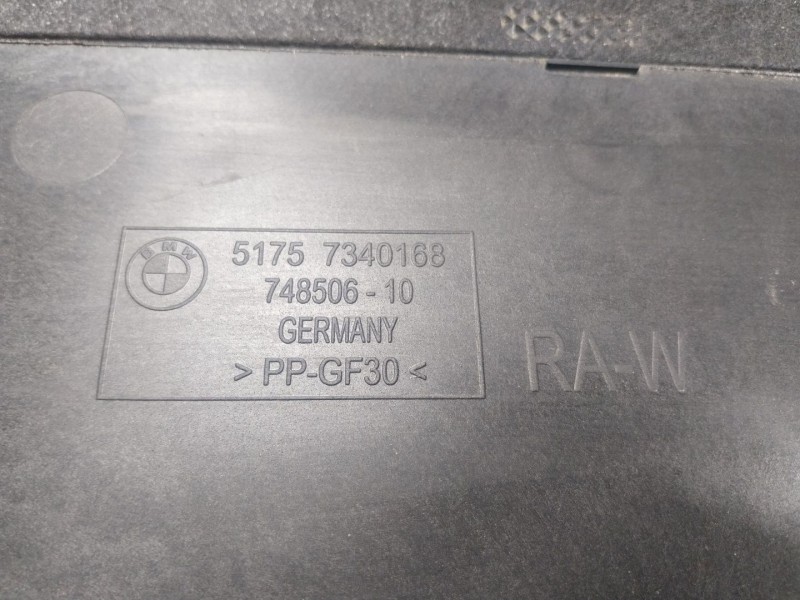 BMW
5175 7340168
748506-10
GERMANY
> PP-GF30 <
RA-W